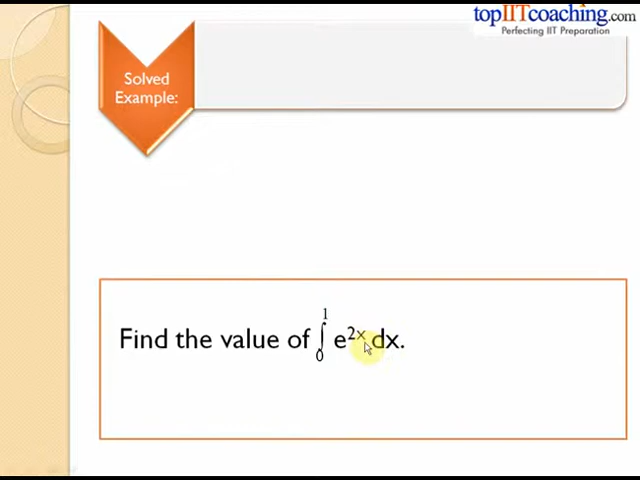 topIITcoaching.com
Perfecting IIT Preparation
Solved
Example:
Find the value of ∫₀¹ e²ˣ dx.